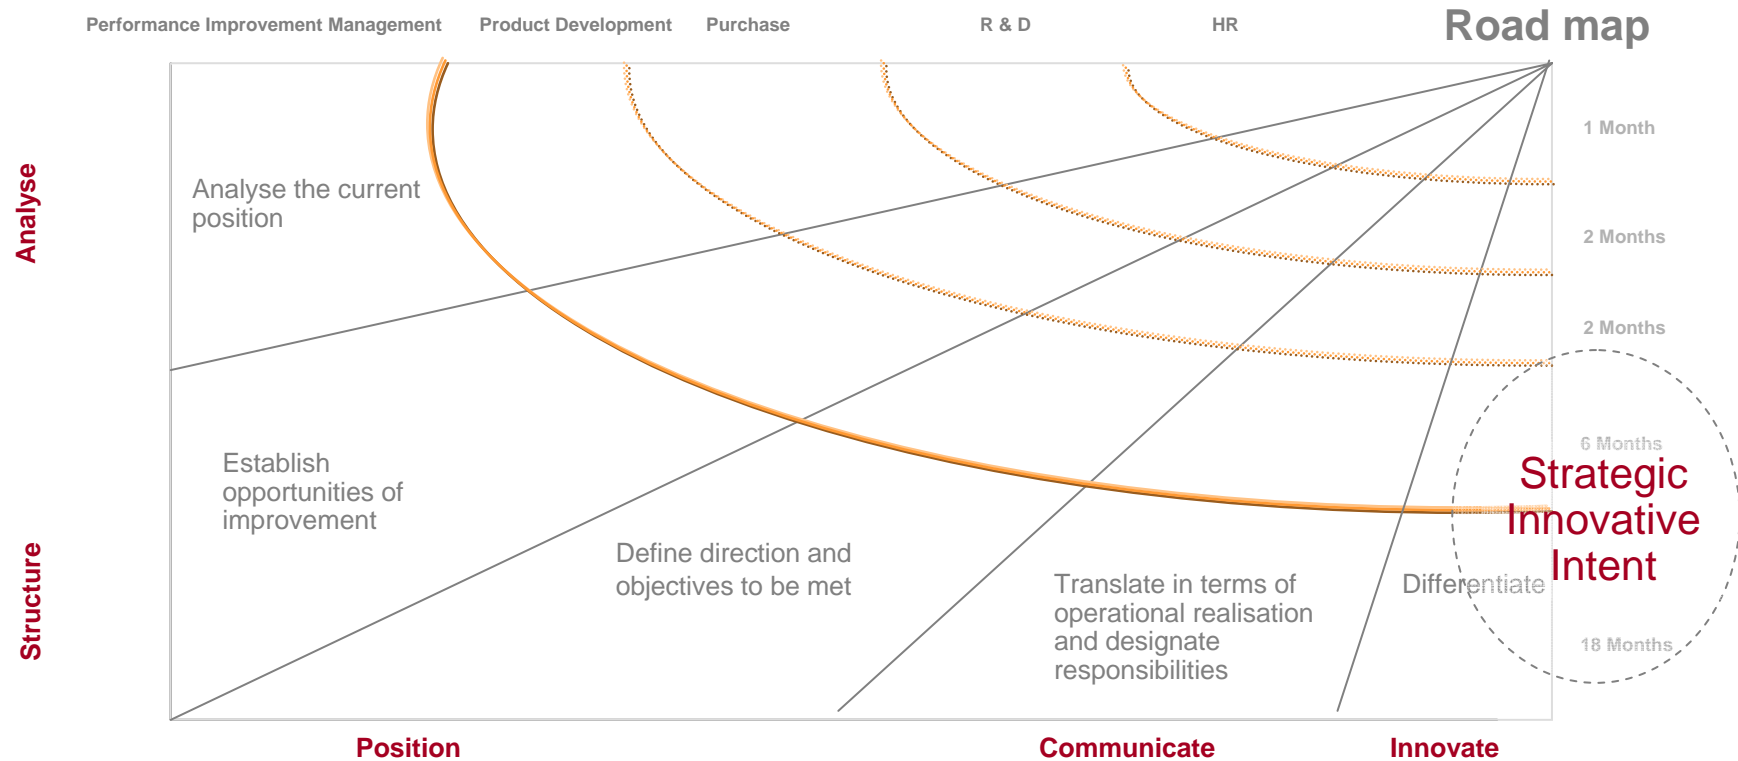 Road map
Performance Improvement Management
Product Development
Purchase
R & D
HR
1 Month
Analyse
Analyse the current
position
2 Months
2 Months
6 Months
Strategic
Innovative
Intent
Establish
opportunities of
improvement
Structure
Define direction and
objectives to be met
Translate in terms of
operational realisation
and designate
responsibilities
Differentiate
18 Months
Position
Communicate
Innovate